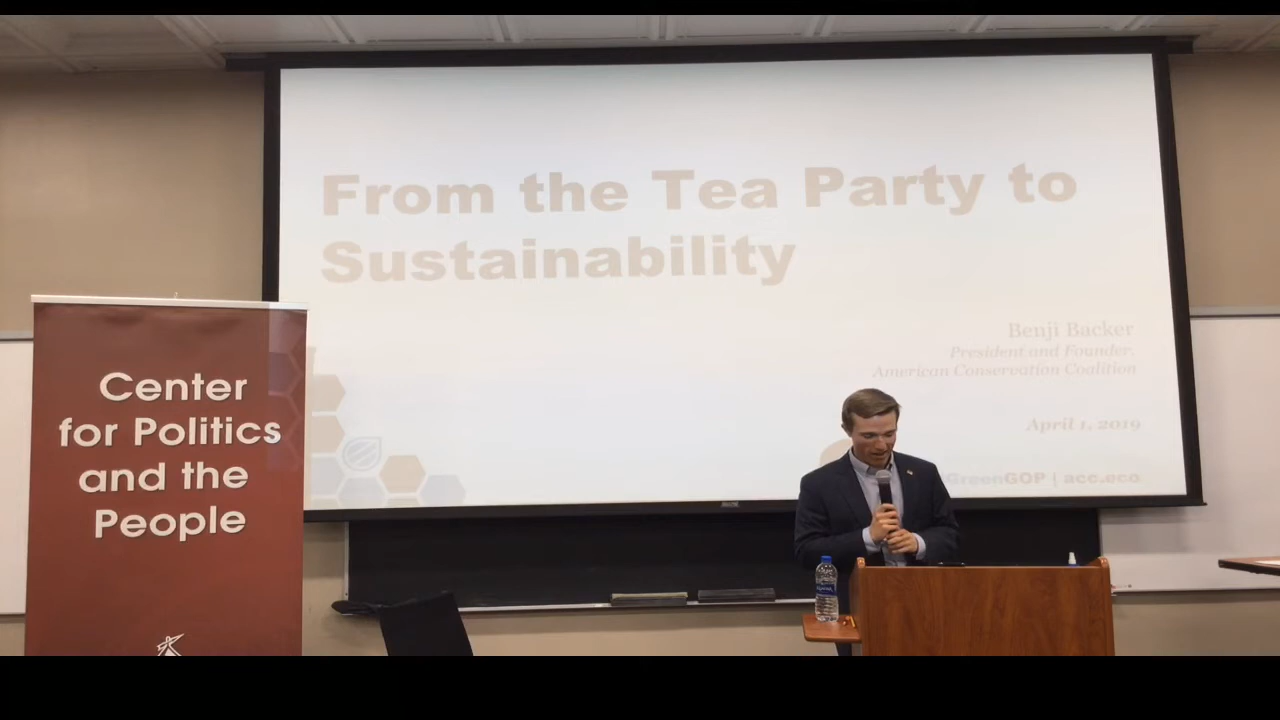 From the Tea Party to
Sustainability
Benji Backer
President and Founder,
American Conservation Coalition
April 1, 2019
GreenGOP | acc.eco
Center
for Politics
and the
People